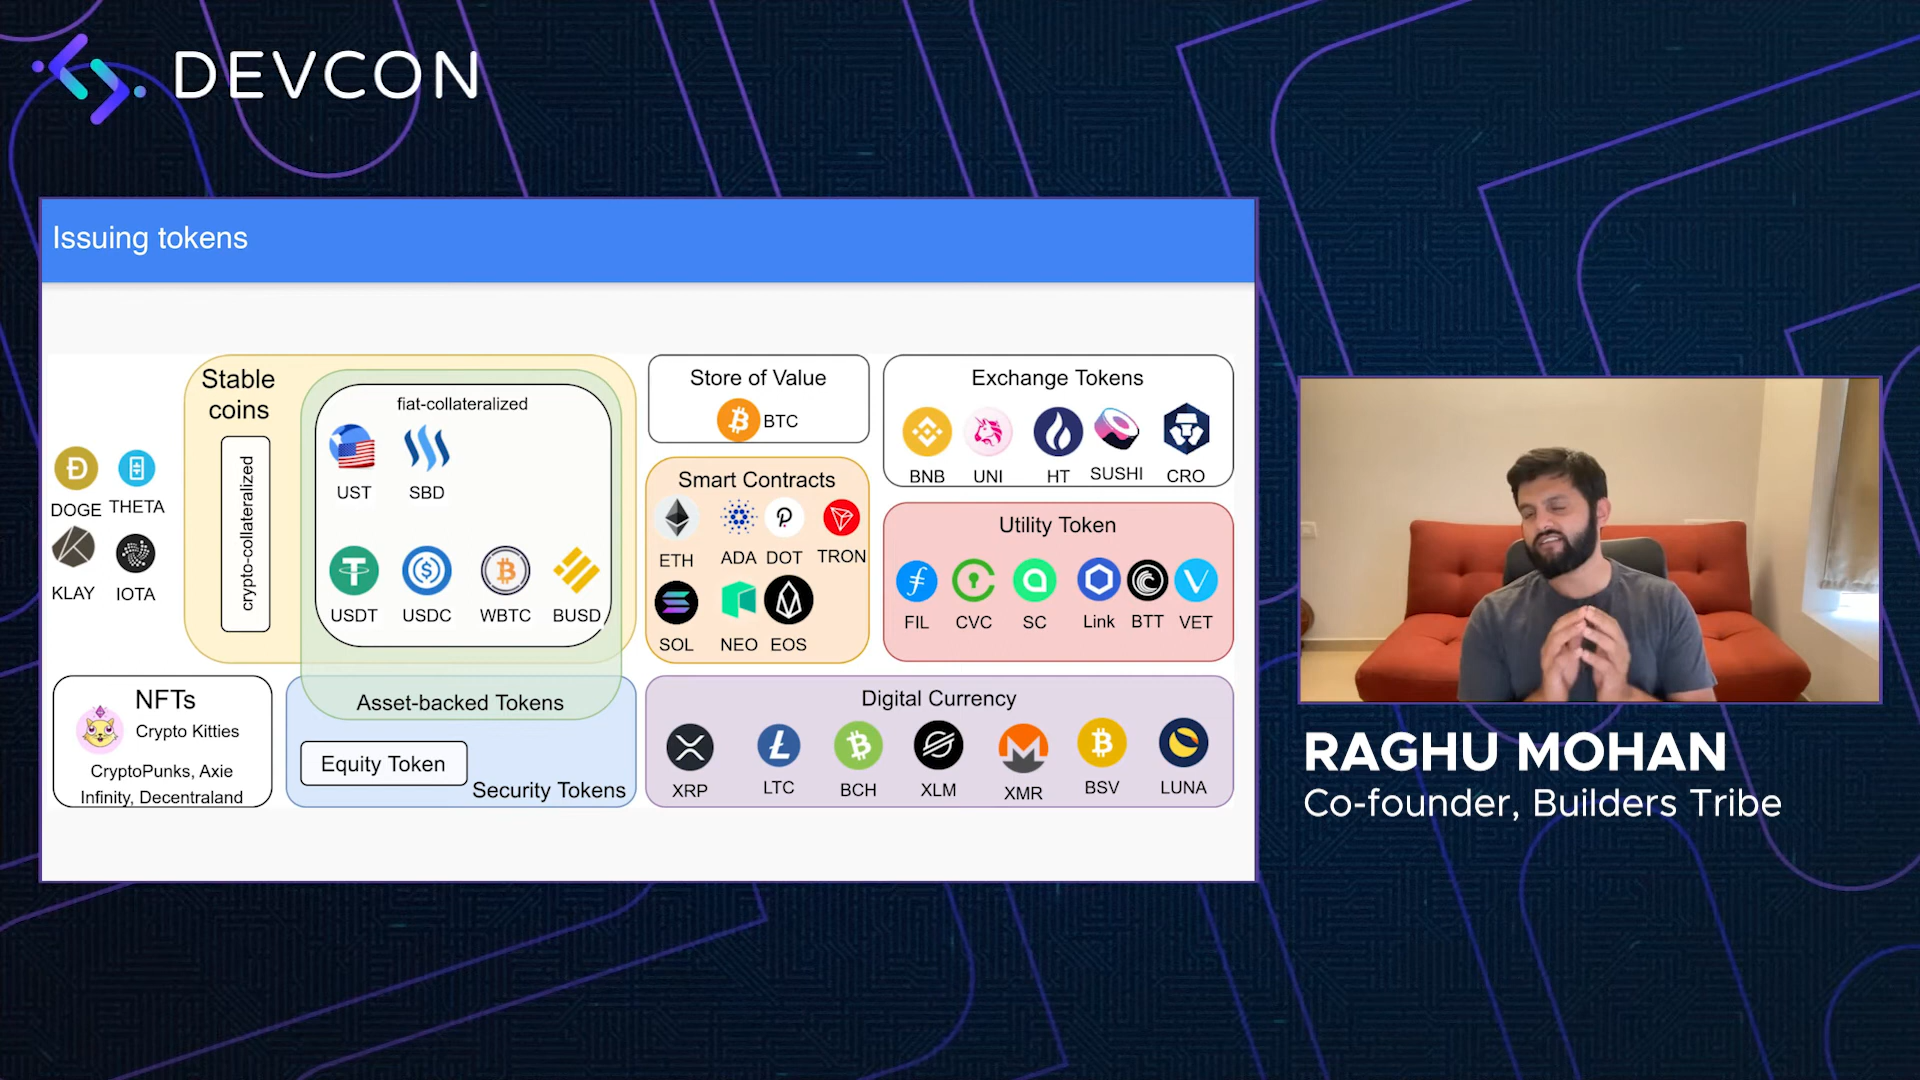 DEVCON
Issuing tokens
Stable
coins
crypto-collateralized
fiat-collateralized
UST
SBD
USDT
USDC
WBTC
BUSD
DOGE
THETA
KLAY
IOTA
NFTs
Crypto Kitties
CryptoPunks, Axie
Infinity, Decentraland
Asset-backed Tokens
Equity Token
Security Tokens
Store of Value
BTC
Smart Contracts
ETH
ADA
DOT
TRON
SOL
NEO
EOS
Exchange Tokens
BNB
UNI
HT
SUSHI
CRO
Utility Token
FIL
CVC
SC
Link
BTT
VET
Digital Currency
XRP
LTC
BCH
XLM
XMR
BSV
LUNA
RAGHU MOHAN
Co-founder, Builders Tribe